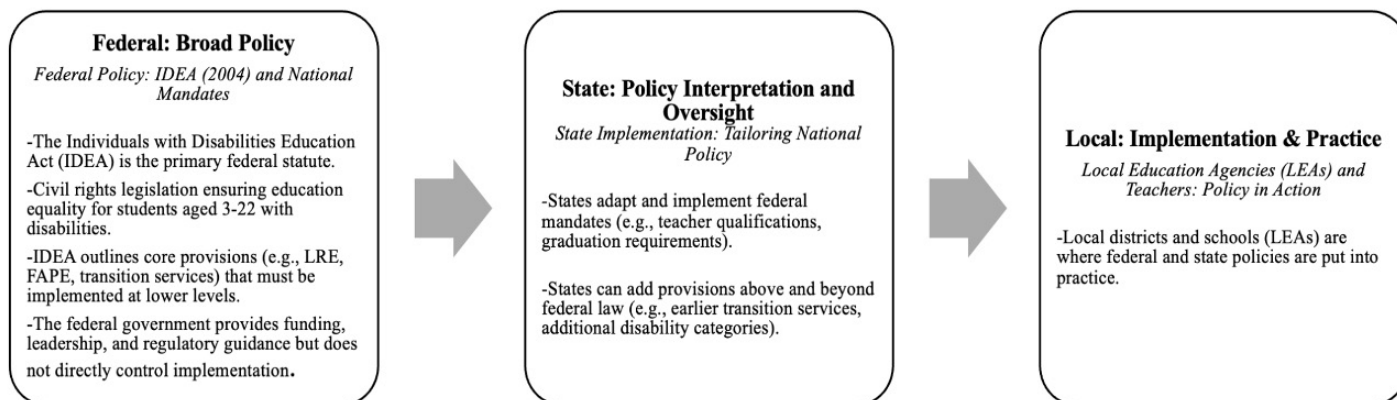 Federal: Broad Policy
Federal Policy: IDEA (2004) and National
Mandates
-The Individuals with Disabilities Education
Act (IDEA) is the primary federal statute.
-Civil rights legislation ensuring education
equality for students aged 3-22 with
disabilities.
-IDEA outlines core provisions (e.g., LRE,
FAPE, transition services) that must be
implemented at lower levels.
-The federal government provides funding,
leadership, and regulatory guidance but does
not directly control implementation.
State: Policy Interpretation and
Oversight
State Implementation: Tailoring National
Policy
-States adapt and implement federal
mandates (e.g., teacher qualifications,
graduation requirements).
-States can add provisions above and beyond
federal law (e.g., earlier transition services,
additional disability categories).
Local: Implementation & Practice
Local Education Agencies (LEAs) and
Teachers: Policy in Action
-Local districts and schools (LEAs) are
where federal and state policies are put into
practice.